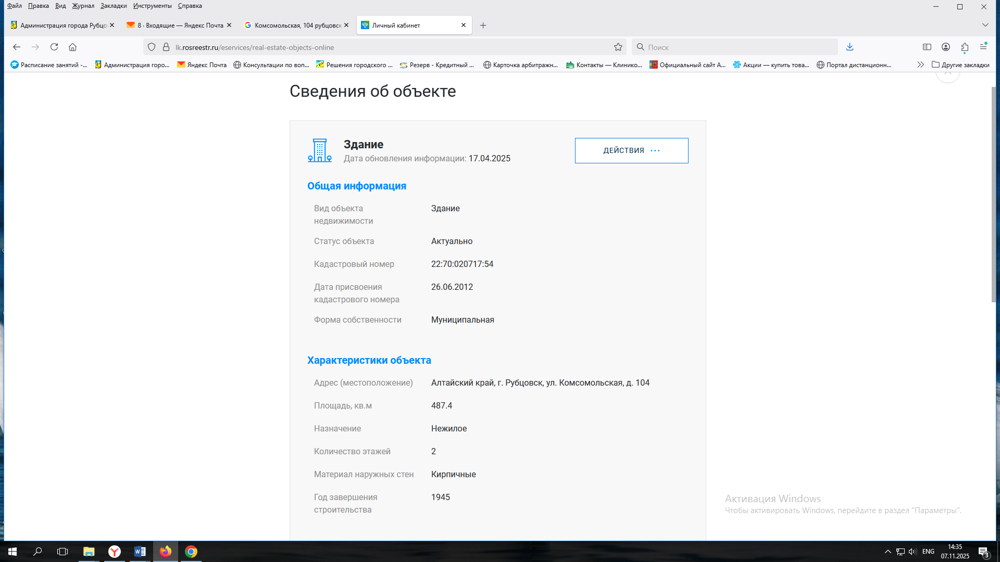 Файл Правка Вид Журнал Закладки Инструменты Справка
Администрация города Рубцо
8 · Входящие — Яндекс Почта
Комсомольская, 104 рубцовск
Личный кабинет
lk.rosreestr.ru/eservices/real-estate-objects-online
Поиск
Расписание занятий -...
Администрация горо...
Яндекс Почта
Консультации по воп...
Решения городского ...
Резерв - Кредитный ...
Карточка арбитражн...
Контакты — Клинико...
Официальный сайт А...
Акции — купить това...
Портал дистанционн...
Другие закладки
Сведения об объекте
Здание
Дата обновления информации: 17.04.2025
ДЕЙСТВИЯ ...
Общая информация
Вид объекта недвижимости Здание
Статус объекта Актуально
Кадастровый номер 22:70:020717:54
Дата присвоения кадастрового номера 26.06.2012
Форма собственности Муниципальная
Характеристики объекта
Адрес (местоположение) Алтайский край, г. Рубцовск, ул. Комсомольская, д. 104
Площадь, кв.м 487.4
Назначение Нежилое
Количество этажей 2
Материал наружных стен Кирпичные
Год завершения строительства 1945
Активация Windows
Чтобы активировать Windows, перейдите в раздел "Параметры".
ENG
14:35
07.11.2025
3